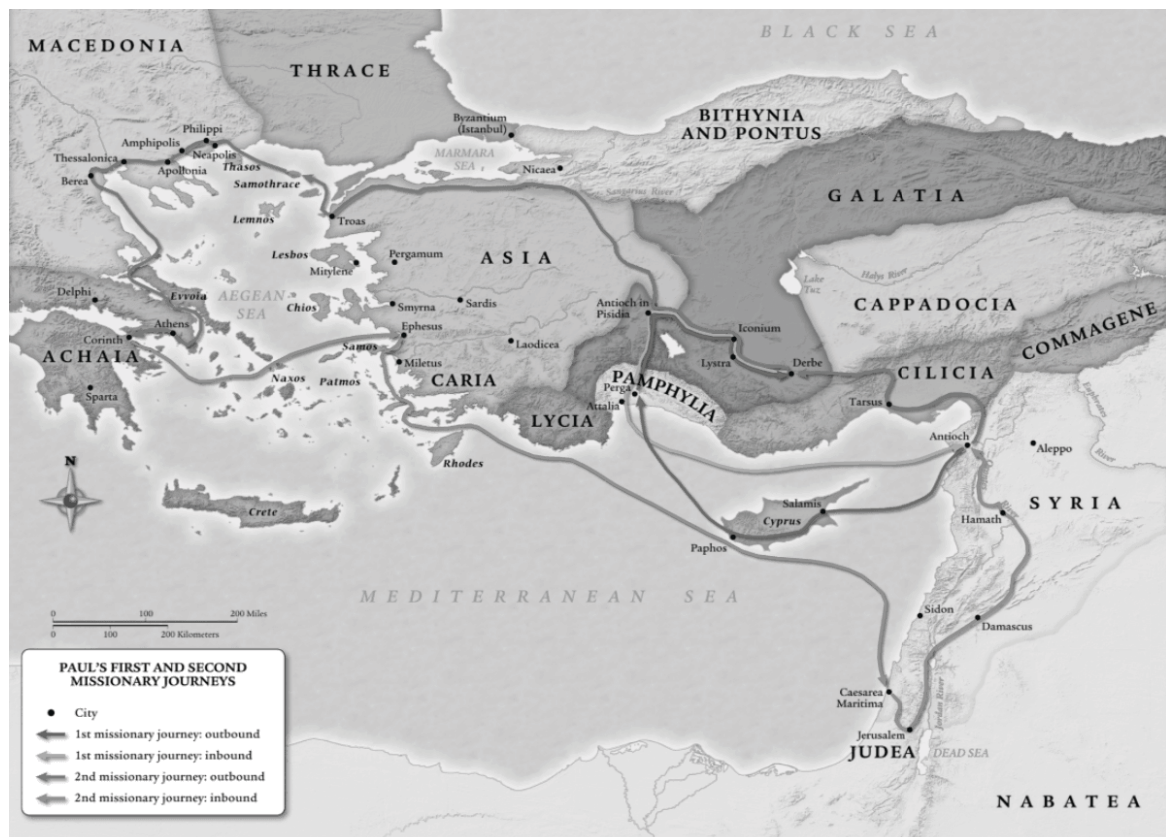 BLACK SEA
MACEDONIA
THRACE
BITHYNIA
AND PONTUS
Byzantium
(Istanbul)
Philippi
Amphipolis
Neapolis
Thessalonica
Apollonia
Thasos
MARMARA
SEA
Nicaea
Berea
Samothrace
Sangarius River
GALATIA
Lemnos
Troas
ASIA
Lesbos
Mitylene
Pergamum
Halys River
Lake
Tuz
Delphi
Evvoia
AEGEAN
SEA
Chios
Smyrna
Sardis
Antioch in
Pisidia
CAPPADOCIA
COMMAGENE
Athens
Corinth
Ephesus
Iconium
ACHAIA
Samos
Laodicea
Lystra
Derbe
Miletus
CILICIA
Naxos
Patmos
CARIA
PAMPHYLIA
Perga
Sparta
Attalia
Tarsus
Euphrates
River
LYCIA
Antioch
Aleppo
Rhodes
N
Crete
Salamis
Cyprus
SYRIA
River
Hamath
Paphos
MEDITERRANEAN SEA
0 100 200 Miles
0 100 200 Kilometers
Sidon
Damascus
PAUL'S FIRST AND SECOND
MISSIONARY JOURNEYS
City
1st missionary journey: outbound
1st missionary journey: inbound
2nd missionary journey: outbound
2nd missionary journey: inbound
Caesarea
Maritima
Jordan River
Jerusalem
JUDEA
DEAD SEA
NABATEA